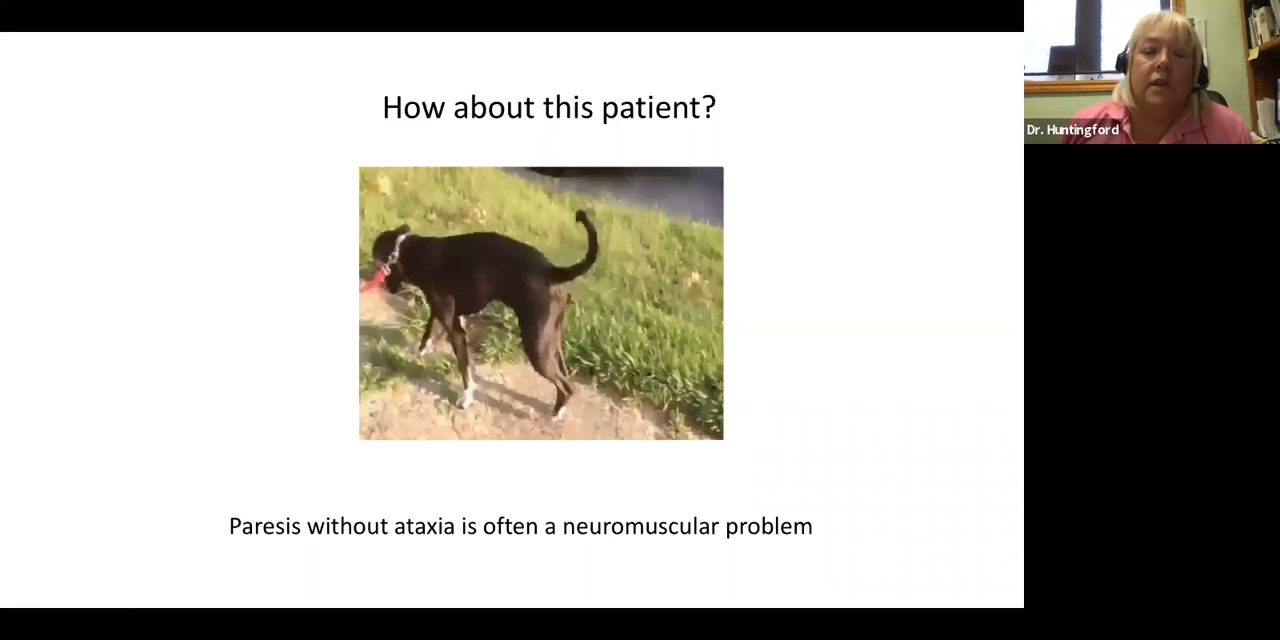 How about this patient?
Dr. Huntingford
Paresis without ataxia is often a neuromuscular problem